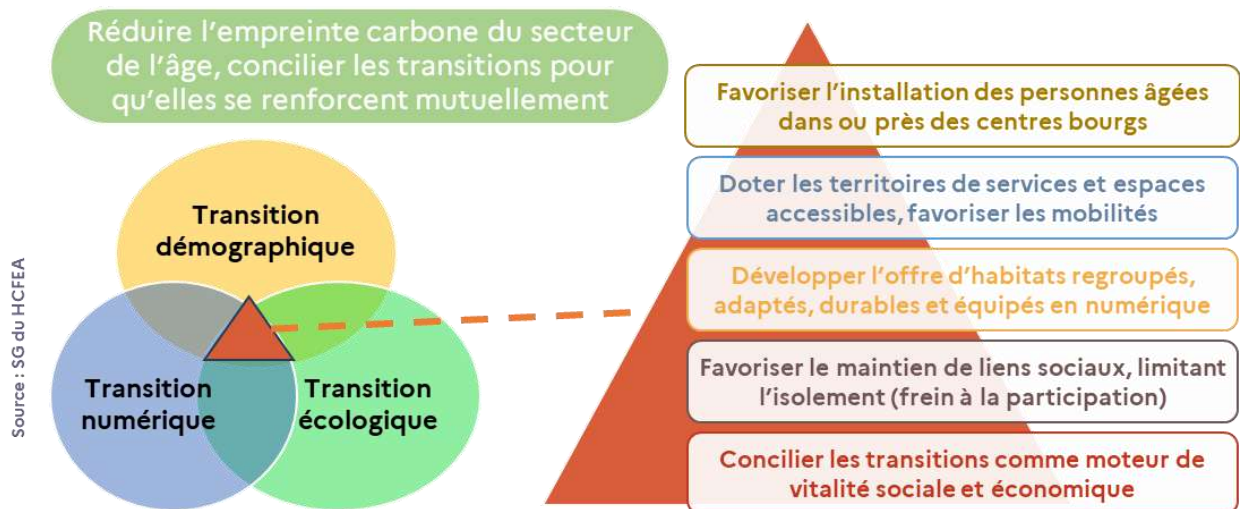 Réduire l’empreinte carbone du secteur
de l’âge, concilier les transitions pour
qu’elles se renforcent mutuellement
Transition
démographique
Transition
numérique
Transition
écologique
Source : SG du HCFEA
Favoriser l’installation des personnes âgées
dans ou près des centres bourgs
Doter les territoires de services et espaces
accessibles, favoriser les mobilités
Développer l’offre d’habitats regroupés,
adaptés, durables et équipés en numérique
Favoriser le maintien de liens sociaux, limitant
l’isolement (frein à la participation)
Concilier les transitions comme moteur de
vitalité sociale et économique